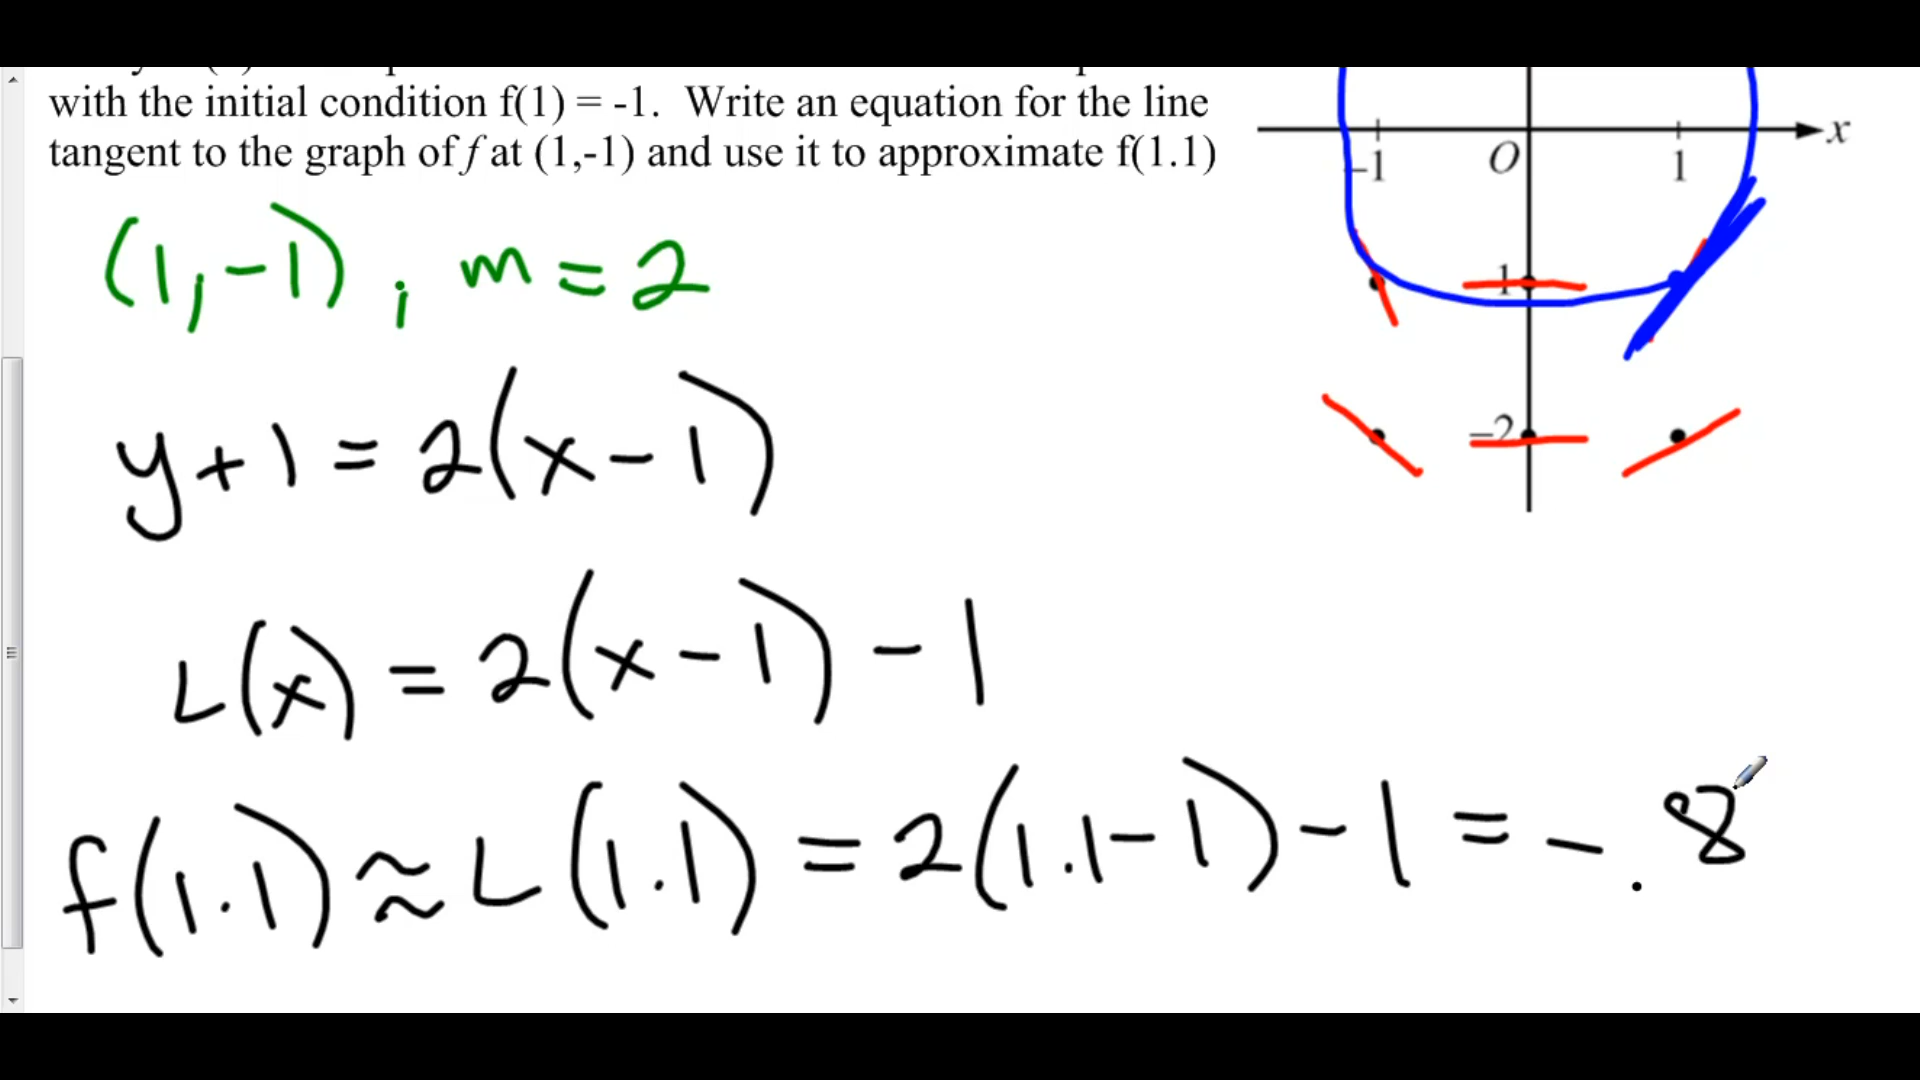 with the initial condition f(1) = -1. Write an equation for the line
tangent to the graph of f at (1,-1) and use it to approximate f(1.1)
(1,-1), m = 2
y+1 = 2(x-1)
L(x) = 2(x-1) - 1
f(1.1) ≈ L(1.1) = 2(1.1-1) - 1 = -.8
x
-1
O
1
1
-2